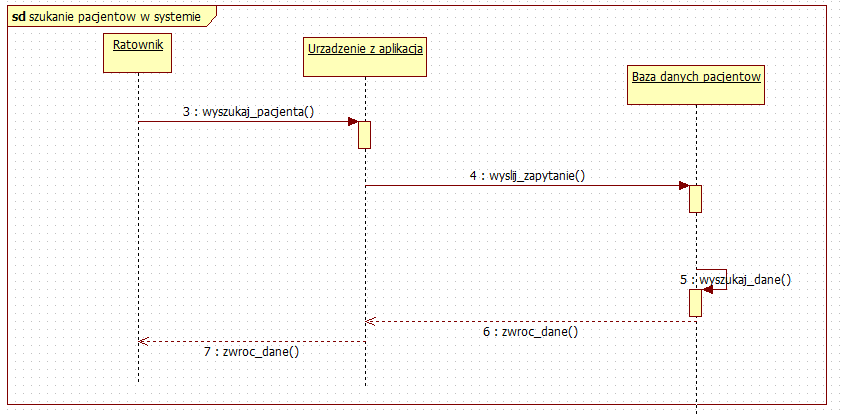 sd szukanie pacjentow w systemie
Ratownik
Urzadzenie z aplikacja
Baza danych pacjentow
3 : wyszukaj_pacjenta()
4 : wyslij_zapytanie()
5 : wyszukaj_dane()
6 : zwroc_dane()
7 : zwroc_dane()